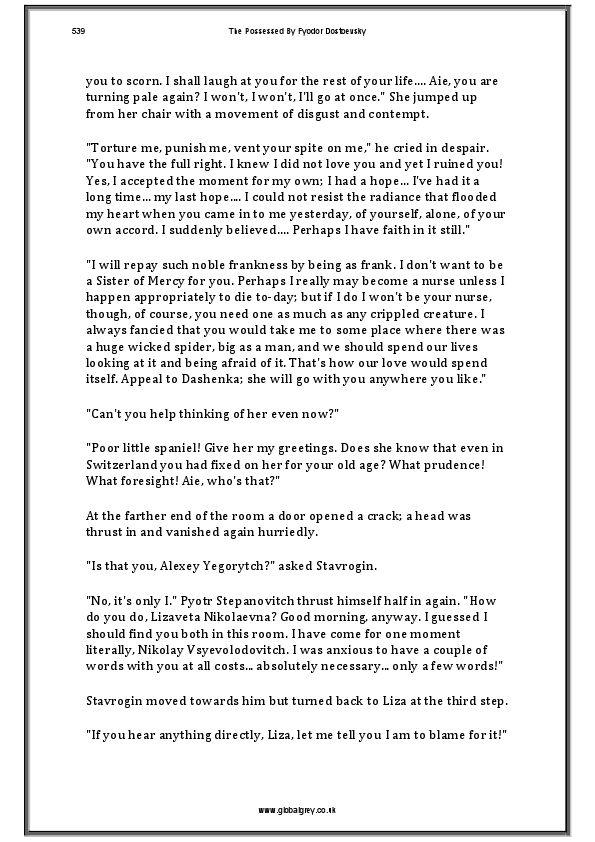 539 The Possessed By Fyodor Dostoevsky
you to scorn. I shall laugh at you for the rest of your life.... Aie, you are
turning pale again? I won't, I won't, I'll go at once." She jumped up
from her chair with a movement of disgust and contempt.
"Torture me, punish me, vent your spite on me," he cried in despair.
"You have the full right. I knew I did not love you and yet I ruined you!
Yes, I accepted the moment for my own; I had a hope... I've had it a
long time... my last hope.... I could not resist the radiance that flooded
my heart when you came in to me yesterday, of yourself, alone, of your
own accord. I suddenly believed.... Perhaps I have faith in it still."
"I will repay such noble frankness by being as frank. I don't want to be
a Sister of Mercy for you. Perhaps I really may become a nurse unless I
happen appropriately to die to-day; but if I do I won't be your nurse,
though, of course, you need one as much as any crippled creature. I
always fancied that you would take me to some place where there was
a huge wicked spider, big as a man, and we should spend our lives
looking at it and being afraid of it. That's how our love would spend
itself. Appeal to Dashenka; she will go with you anywhere you like."
"Can't you help thinking of her even now?"
"Poor little spaniel! Give her my greetings. Does she know that even in
Switzerland you had fixed on her for your old age? What prudence!
What foresight! Aie, who's that?"
At the farther end of the room a door opened a crack; a head was
thrust in and vanished again hurriedly.
"Is that you, Alexey Yegorytch?" asked Stavrogin.
"No, it's only I." Pyotr Stepanovitch thrust himself half in again. "How
do you do, Lizaveta Nikolaevna? Good morning, anyway. I guessed I
should find you both in this room. I have come for one moment
literally, Nikolay Vsyevolodovitch. I was anxious to have a couple of
words with you at all costs... absolutely necessary... only a few words!"
Stavrogin moved towards him but turned back to Liza at the third step.
"If you hear anything directly, Liza, let me tell you I am to blame for it!"
www.globalgrey.co.uk